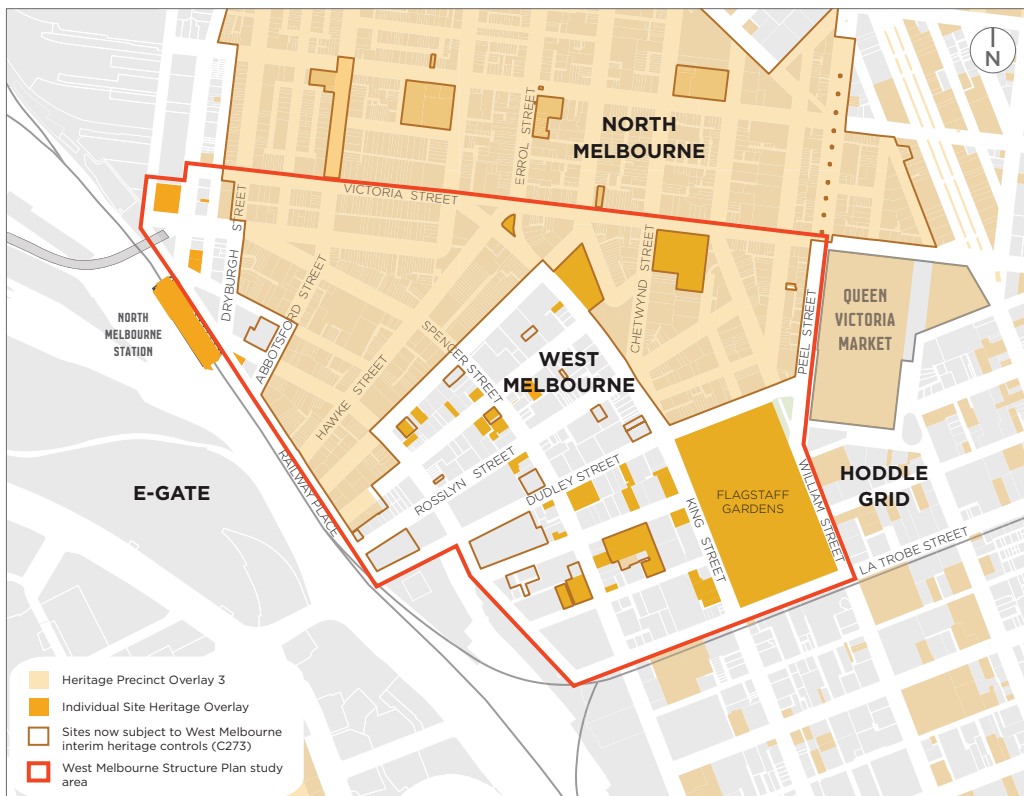 N
NORTH
MELBOURNE
ERROL STREET
VICTORIA STREET
DRYBURGH STREET
ABBOTSFORD STREET
CHETWYND STREET
PEEL STREET
QUEEN
VICTORIA
MARKET
NORTH
MELBOURNE
STATION
SPENCER STREET
WEST
MELBOURNE
HAWKE STREET
RAILWAY PLACE
ROSSLYN STREET
DUDLEY STREET
E-GATE
KING STREET
FLAGSTAFF
GARDENS
WILLIAM STREET
HODDLE
GRID
LA TROBE STREET
Heritage Precinct Overlay 3
Individual Site Heritage Overlay
Sites now subject to West Melbourne
interim heritage controls (C273)
West Melbourne Structure Plan study
area